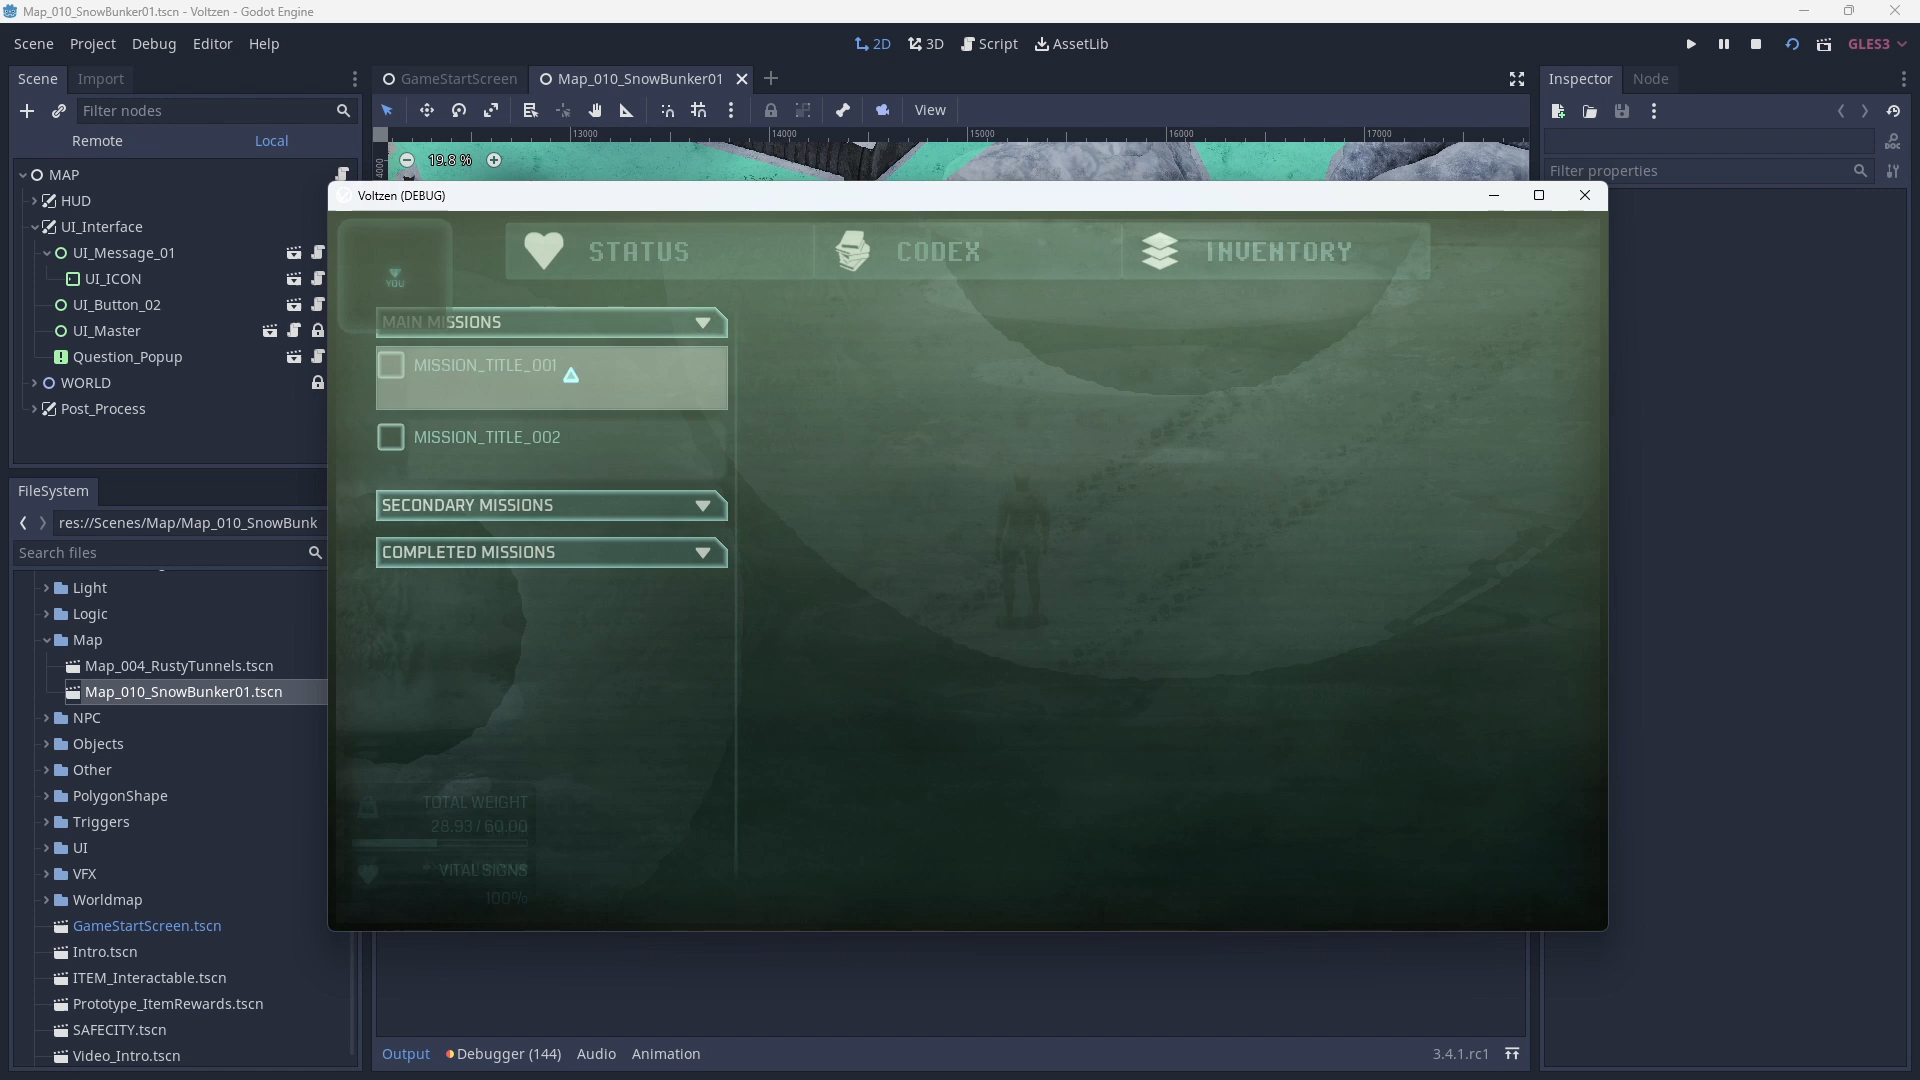 Map_010_SnowBunker01.tscn - Voltzen - Godot Engine
Scene Project Debug Editor Help
2D 3D Script AssetLib
GLES3
Scene Import
GameStartScreen Map_010_SnowBunker01
Inspector Node
Filter nodes
View
Remote Local
13000 14000 15000 16000 17000
4000
19.8 %
DOC
Filter properties
MAP
HUD
UI_Interface
UI_Message_01
UI_ICON
UI_Button_02
UI_Master
Question_Popup
WORLD
Post_Process
Voltzen (DEBUG)
STATUS CODEX INVENTORY
YOU
MAIN MISSIONS
MISSION_TITLE_001
MISSION_TITLE_002
SECONDARY MISSIONS
COMPLETED MISSIONS
TOTAL WEIGHT
28.93 / 60.00
VITAL SIGNS
100%
FileSystem
res://Scenes/Map/Map_010_SnowBunk
Search files
Light
Logic
Map
Map_004_RustyTunnels.tscn
Map_010_SnowBunker01.tscn
NPC
Objects
Other
PolygonShape
Triggers
UI
VFX
Worldmap
GameStartScreen.tscn
Intro.tscn
ITEM_Interactable.tscn
Prototype_ItemRewards.tscn
SAFECITY.tscn
Video_Intro.tscn
Output Debugger (144) Audio Animation
3.4.1.rc1